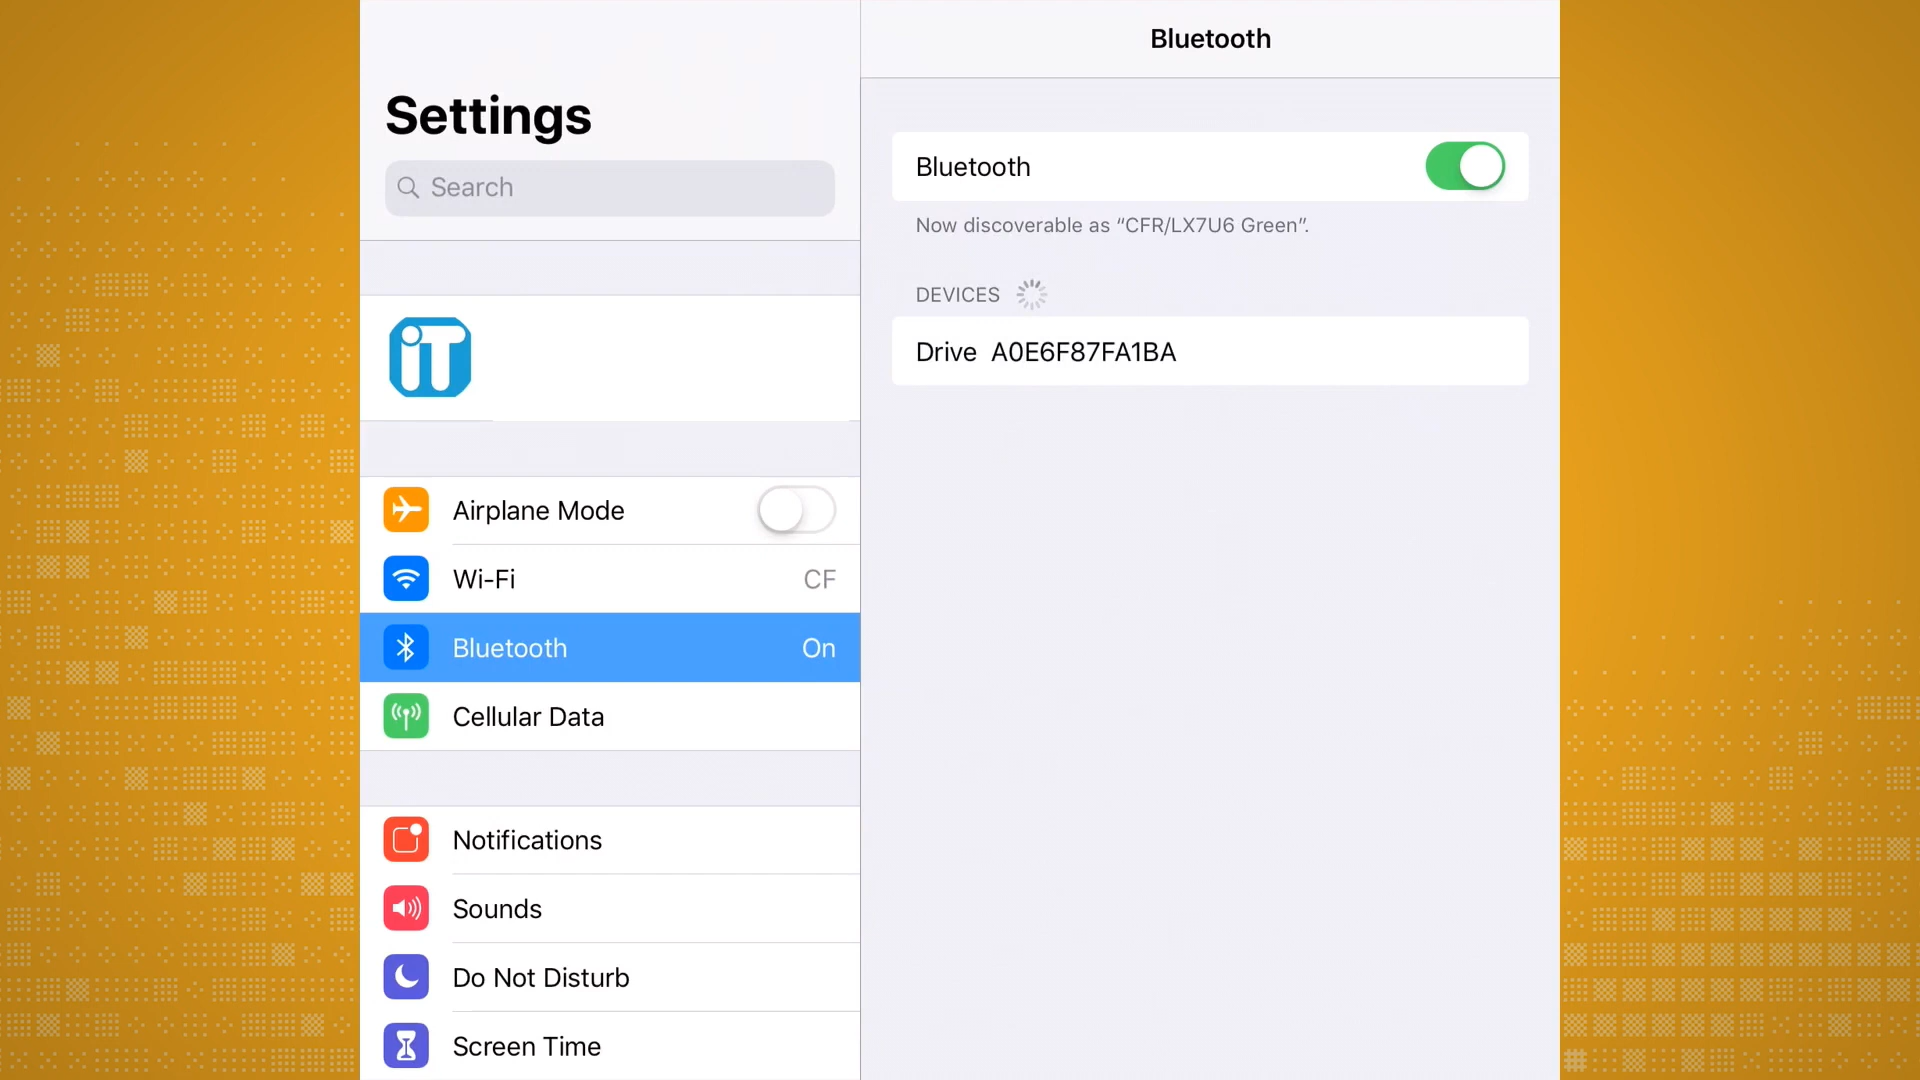 Settings
Search
iT
Airplane Mode
Wi-Fi CF
Bluetooth On
Cellular Data
Notifications
Sounds
Do Not Disturb
Screen Time
Bluetooth
Bluetooth
Now discoverable as “CFR/LX7U6 Green”.
DEVICES
Drive A0E6F87FA1BA